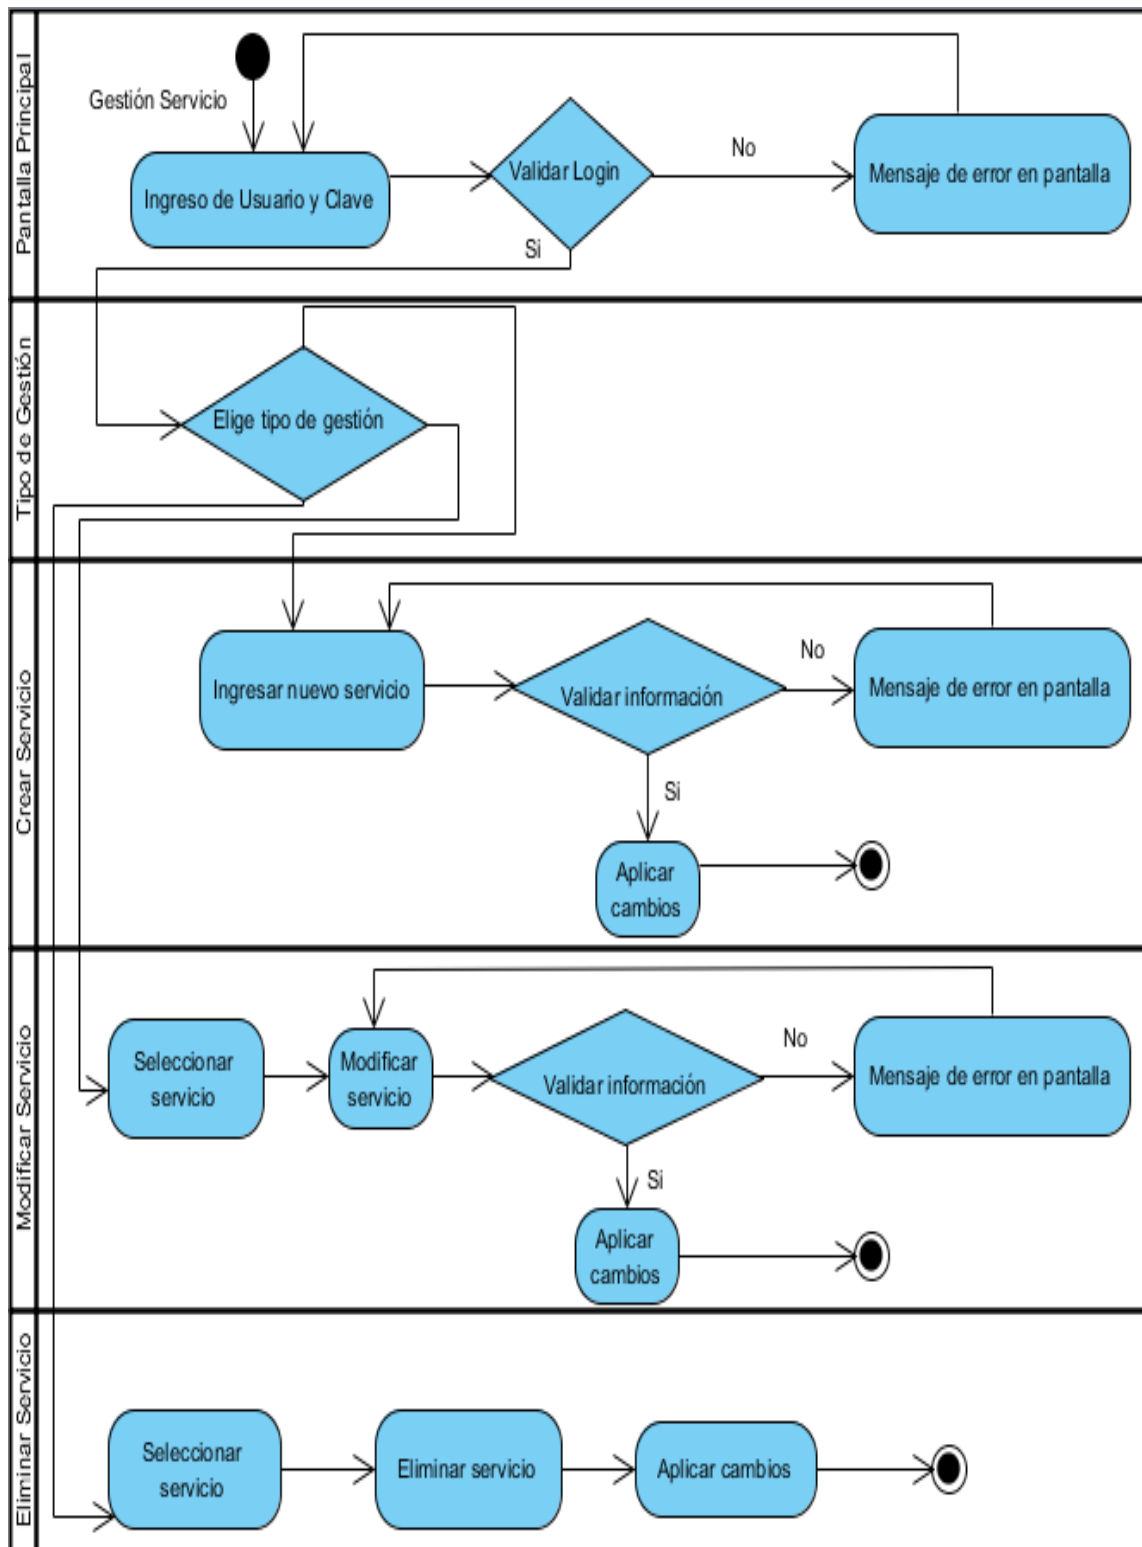 Pantalla Principal
Gestión Servicio
Ingreso de Usuario y Clave
Validar Login
No
Mensaje de error en pantalla
Si
Tipo de Gestión
Elige tipo de gestión
Crear Servicio
Ingresar nuevo servicio
Validar información
No
Mensaje de error en pantalla
Si
Aplicar
cambios
Modificar Servicio
Seleccionar
servicio
Modificar
servicio
Validar información
No
Mensaje de error en pantalla
Si
Aplicar
cambios
Eliminar Servicio
Seleccionar
servicio
Eliminar servicio
Aplicar cambios